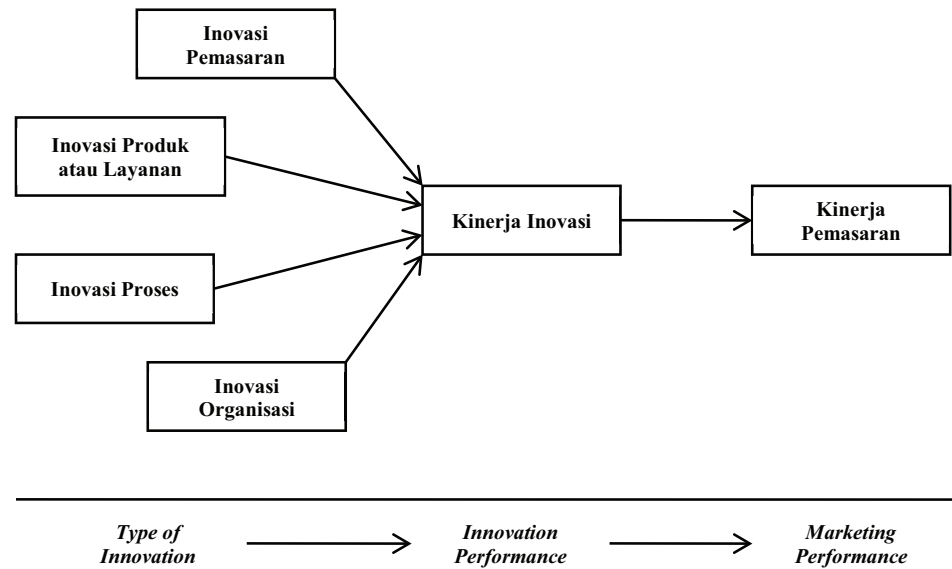 Inovasi
Pemasaran
Inovasi Produk
atau Layanan
Kinerja Inovasi
Kinerja
Pemasaran
Inovasi Proses
Inovasi
Organisasi
Type of
Innovation
Innovation
Performance
Marketing
Performance